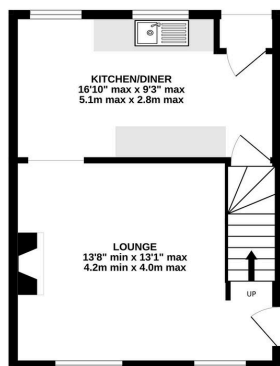 KITCHEN/DINER
16'10" max x 9'3" max
5.1m max x 2.8m max
LOUNGE
13'8" min x 13'1" max
4.2m min x 4.0m max
UP